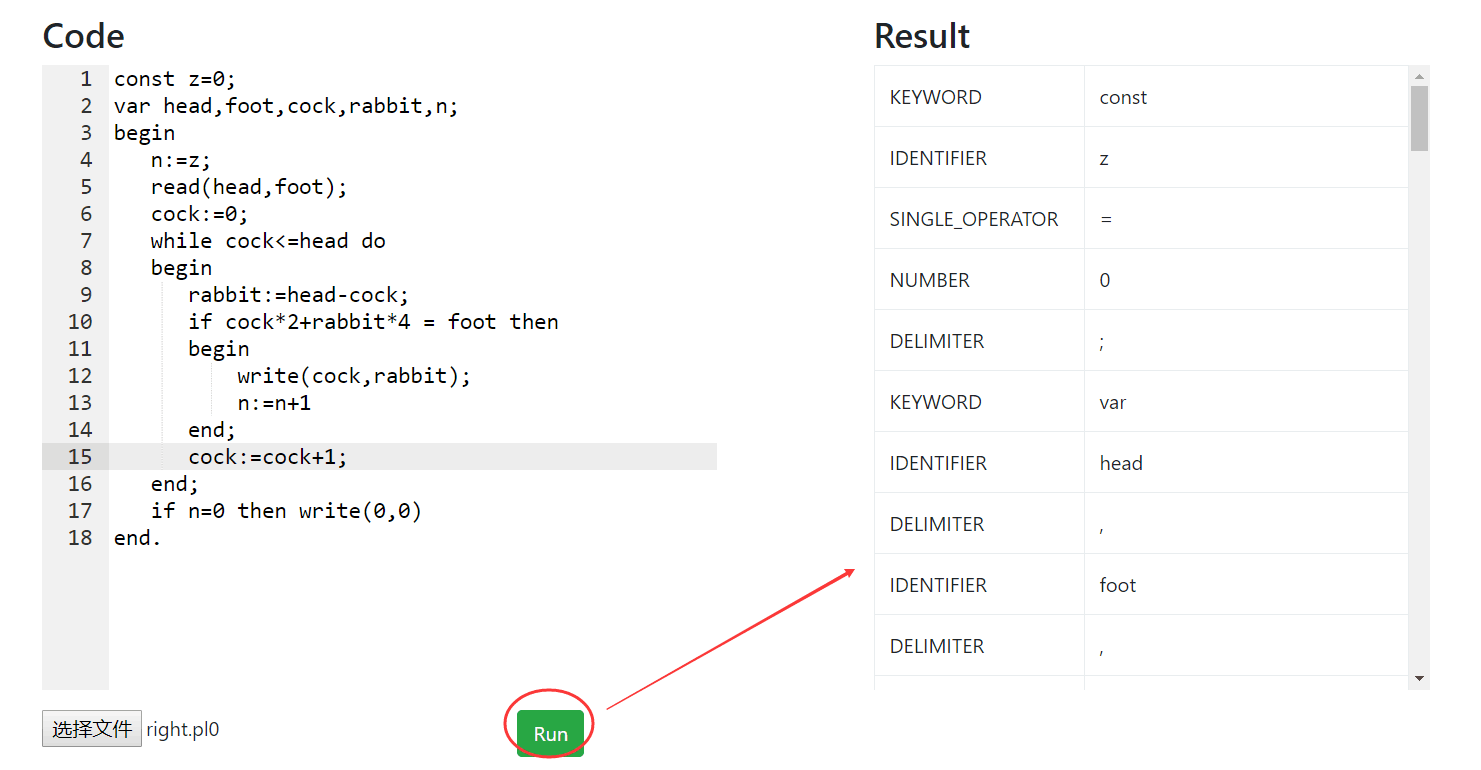 Code
1 const z=0;
2 var head,foot,cock,rabbit,n;
3 begin
4    n:=z;
5    read(head,foot);
6    cock:=0;
7    while cock<=head do
8    begin
9       rabbit:=head-cock;
10       if cock*2+rabbit*4 = foot then
11       begin
12           write(cock,rabbit);
13           n:=n+1
14       end;
15       cock:=cock+1;
16    end;
17    if n=0 then write(0,0)
18 end.
选择文件 right.pl0
Run
Result
KEYWORD const
IDENTIFIER z
SINGLE_OPERATOR =
NUMBER 0
DELIMITER ;
KEYWORD var
IDENTIFIER head
DELIMITER ,
IDENTIFIER foot
DELIMITER ,